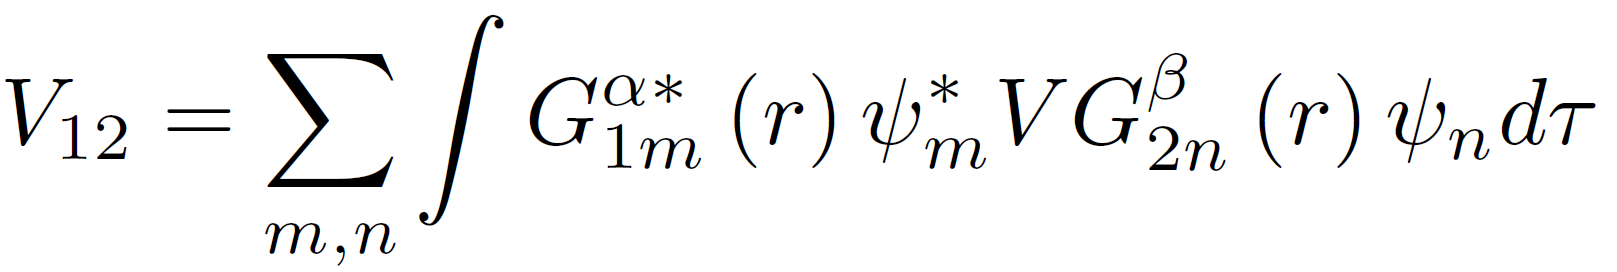 V_{12} = \sum_{m,n} \int G_{1m}^{\alpha *} (r) \psi_m^* V G_{2n}^{\beta} (r) \psi_n d\tau